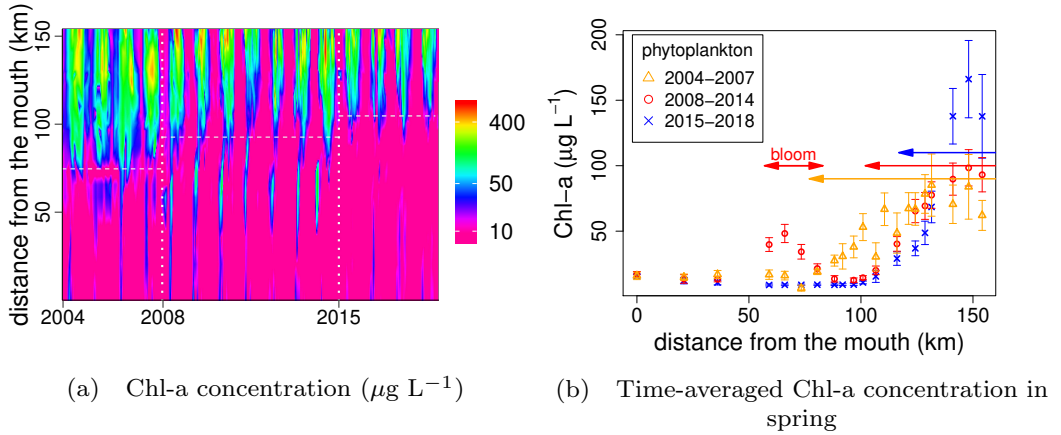 distance from the mouth (km)
150
100
50
2004
2008
2015
400
50
10
(a) Chl-a concentration (μg L⁻¹)
Chl−a (μg L⁻¹)
200
150
100
50
phytoplankton
2004−2007
2008−2014
2015−2018
bloom
0
50
100
150
distance from the mouth (km)
(b) Time-averaged Chl-a concentration in
spring